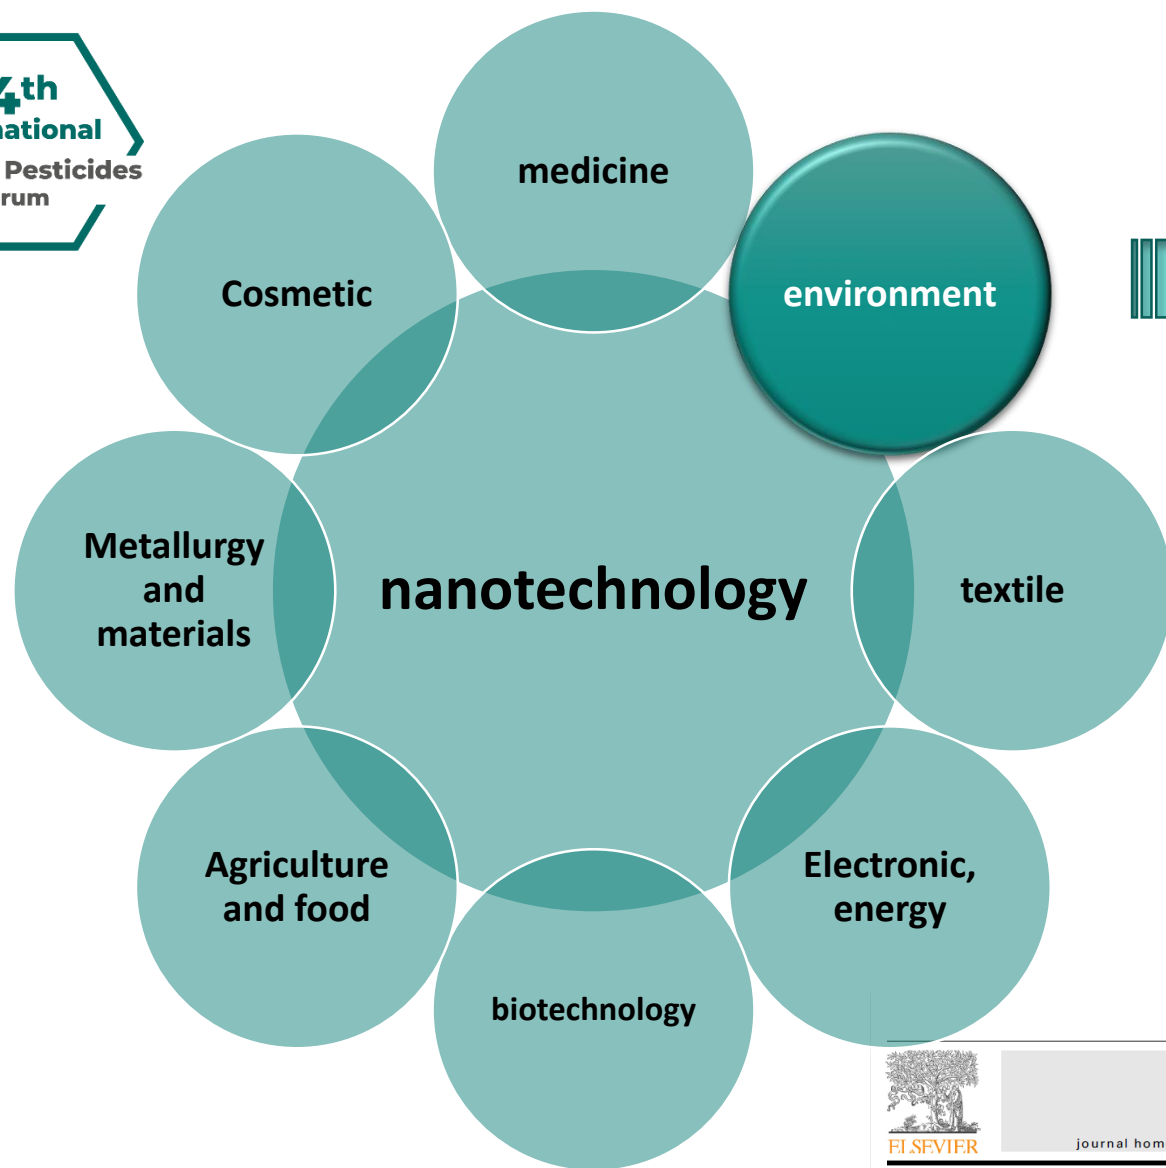 4th
national
Pesticides
rum
medicine
Cosmetic
environment
Metallurgy
and
materials
nanotechnology
textile
Agriculture
and food
Electronic,
energy
biotechnology
ELSEVIER
journal hom